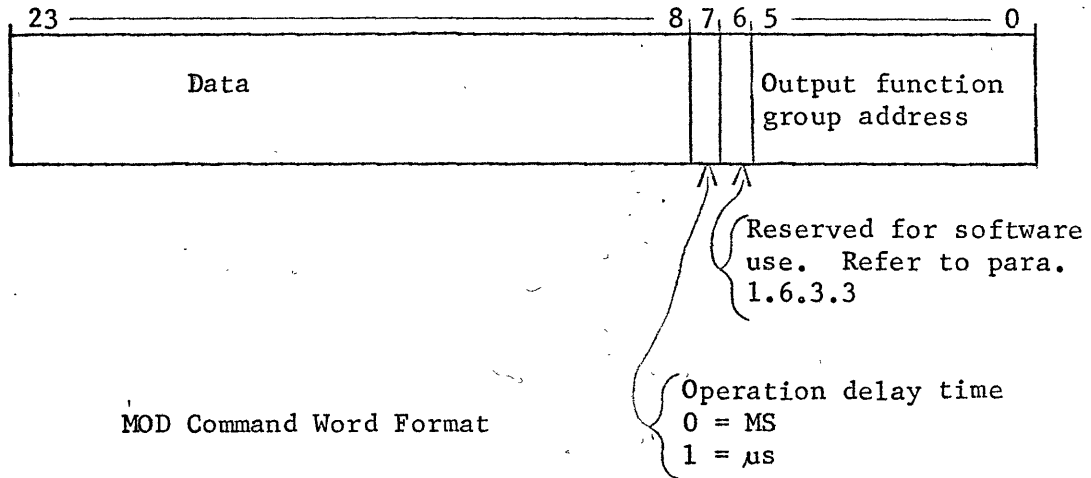 23 8 7 6 5 0
Data
Output function
group address
Reserved for software
use. Refer to para.
1.6.3.3
Operation delay time
0 = MS
1 = µs
MOD Command Word Format